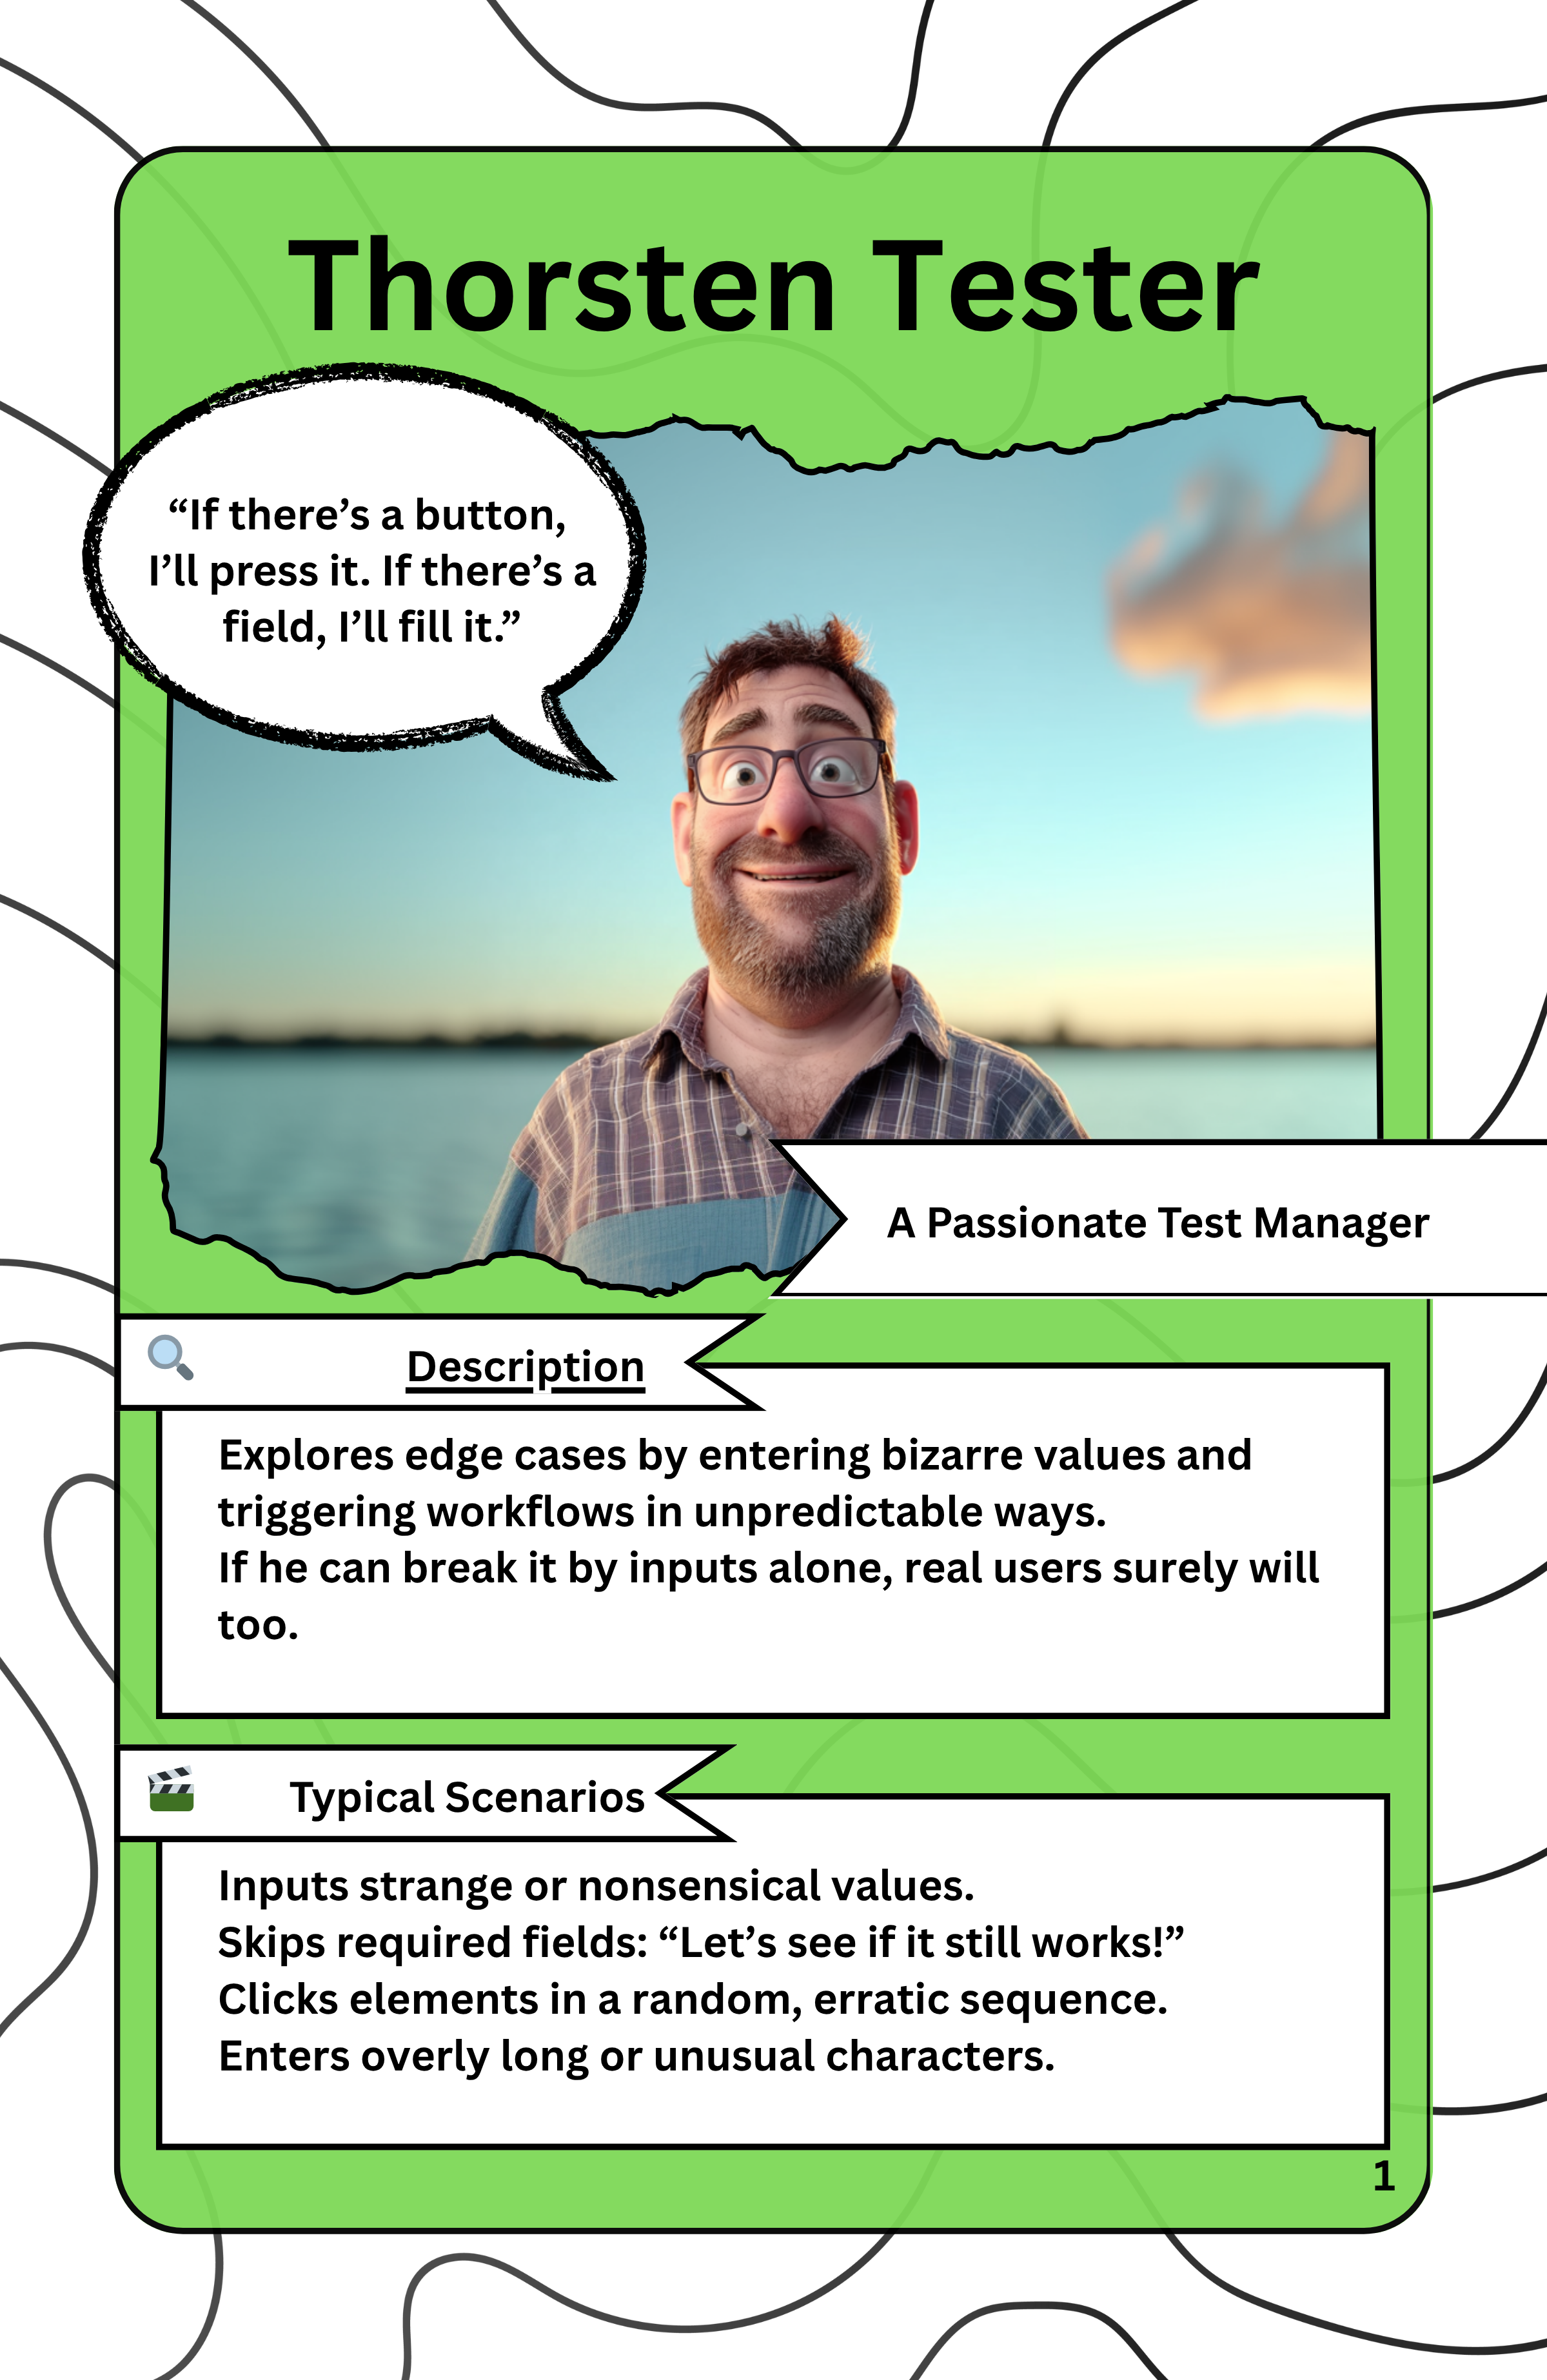 Thorsten Tester
“If there’s a button,
I’ll press it. If there’s a
field, I’ll fill it.”
A Passionate Test Manager
Description
Explores edge cases by entering bizarre values and
triggering workflows in unpredictable ways.
If he can break it by inputs alone, real users surely will
too.
Typical Scenarios
Inputs strange or nonsensical values.
Skips required fields: “Let’s see if it still works!”
Clicks elements in a random, erratic sequence.
Enters overly long or unusual characters.
1